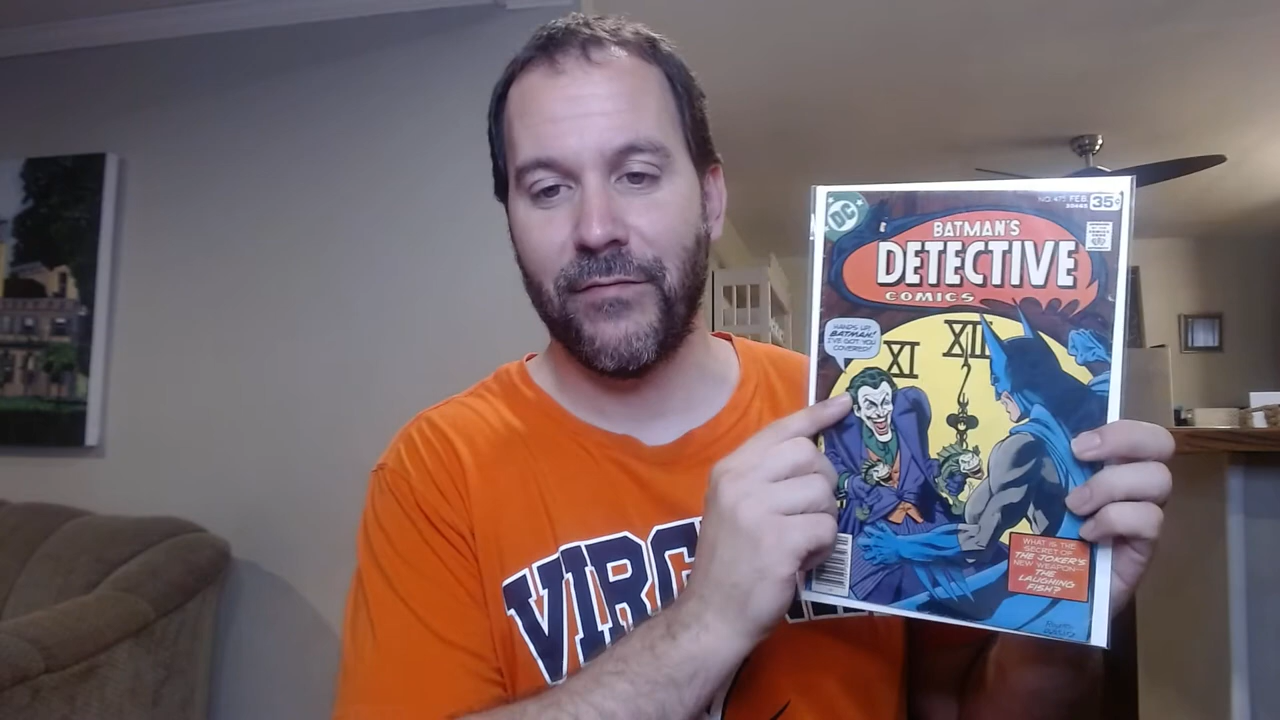 DC
NO. 475 FEB.
35¢
BATMAN'S
DETECTIVE
COMICS
HANDS UP,
BATMAN!
I'VE GOT YOU
COVERED!
XI
XII
VIRG
WHAT IS THE
SECRET OF
THE JOKER'S
NEW WEAPON—
THE
LAUGHING
FISH?